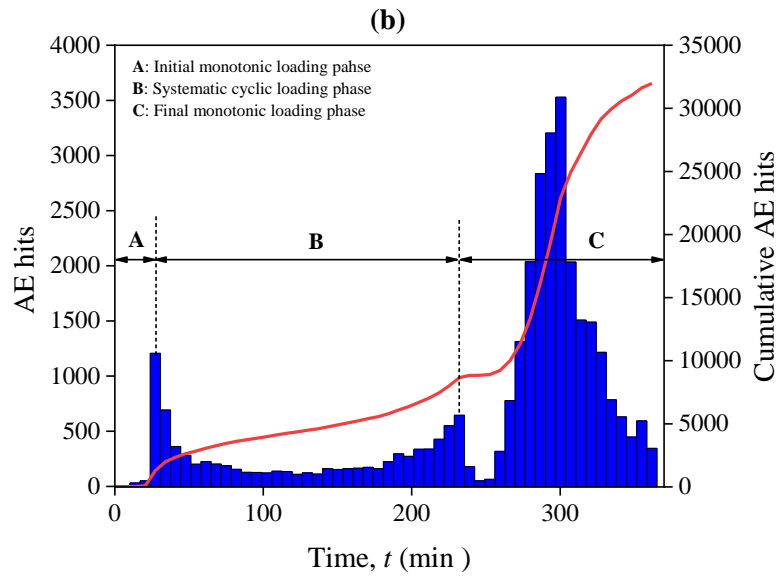 (b)
4000
3500
3000
2500
2000
1500
1000
500
0
AE hits
A: Initial monotonic loading pahse
B: Systematic cyclic loading phase
C: Final monotonic loading phase
A
B
C
35000
30000
25000
20000
15000
10000
5000
0
Cumulative AE hits
0
100
200
300
Time, t (min )